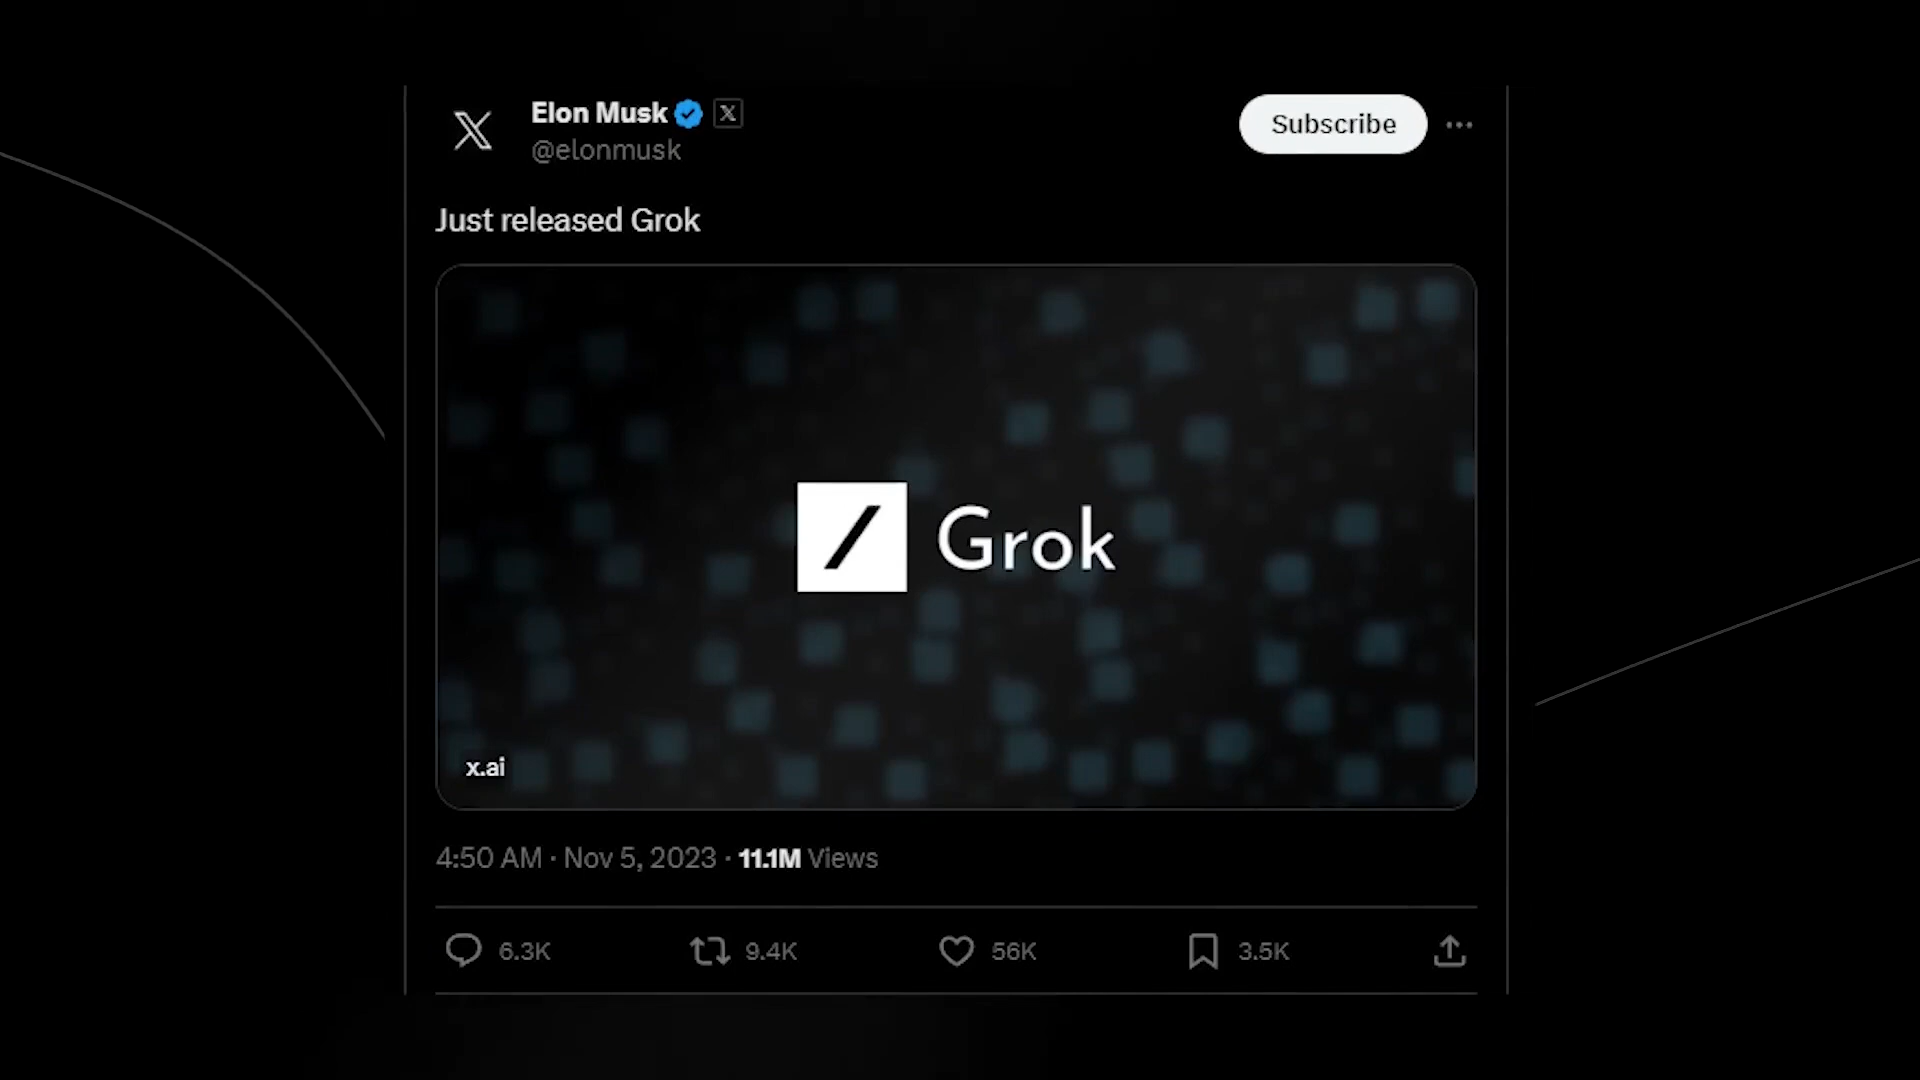 Elon Musk
@elonmusk
Subscribe
Just released Grok
Grok
x.ai
4:50 AM · Nov 5, 2023 · 11.1M Views
6.3K 9.4K 56K 3.5K